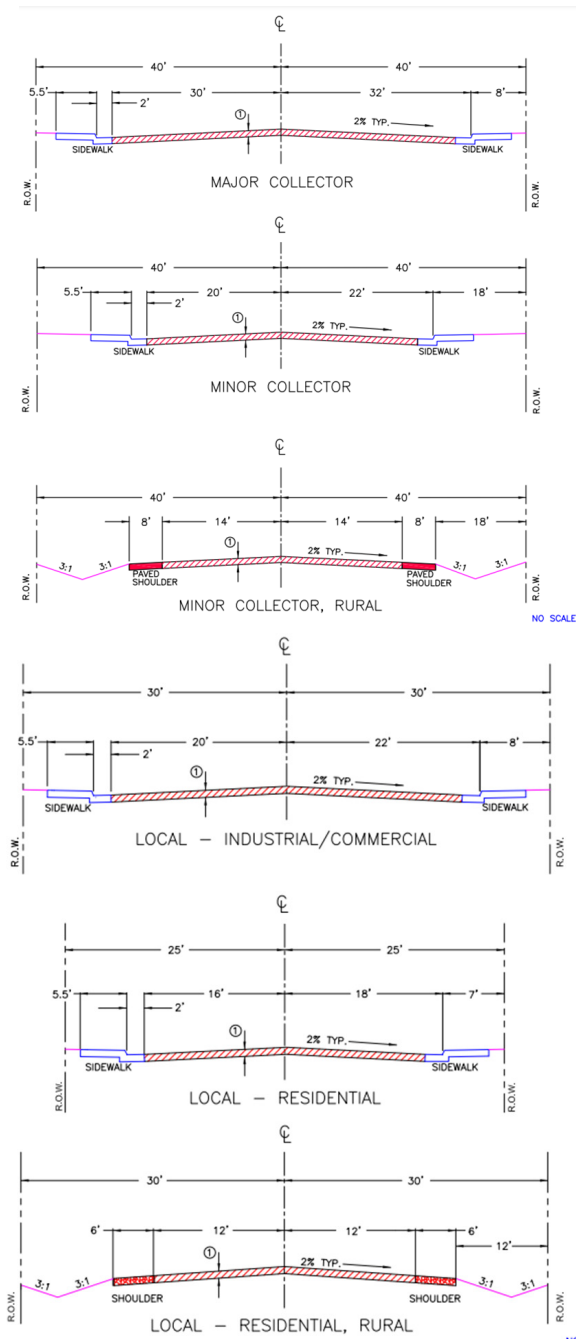 ℄
40' 40'
5.5' 30' 32' 8'
2' ① 2% TYP.
SIDEWALK SIDEWALK
MAJOR COLLECTOR
R.O.W. R.O.W.
℄
40' 40'
5.5' 20' 22' 18'
2' ① 2% TYP.
SIDEWALK SIDEWALK
MINOR COLLECTOR
R.O.W. R.O.W.
℄
40' 40'
8' 14' 14' 8' 18'
① 2% TYP.
3:1 3:1 3:1 3:1
PAVED SHOULDER PAVED SHOULDER
R.O.W. R.O.W.
MINOR COLLECTOR, RURAL
NO SCALE
℄
30' 30'
5.5' 20' 22' 8'
2' ① 2% TYP.
SIDEWALK SIDEWALK
LOCAL – INDUSTRIAL/COMMERCIAL
R.O.W. R.O.W.
℄
25' 25'
5.5' 16' 18' 7'
2' ① 2% TYP.
SIDEWALK SIDEWALK
LOCAL – RESIDENTIAL
R.O.W. R.O.W.
℄
30' 30'
6' 12' 12' 6'
12'
① 2% TYP.
3:1 3:1 3:1 3:1
SHOULDER SHOULDER
R.O.W. R.O.W.
LOCAL – RESIDENTIAL, RURAL